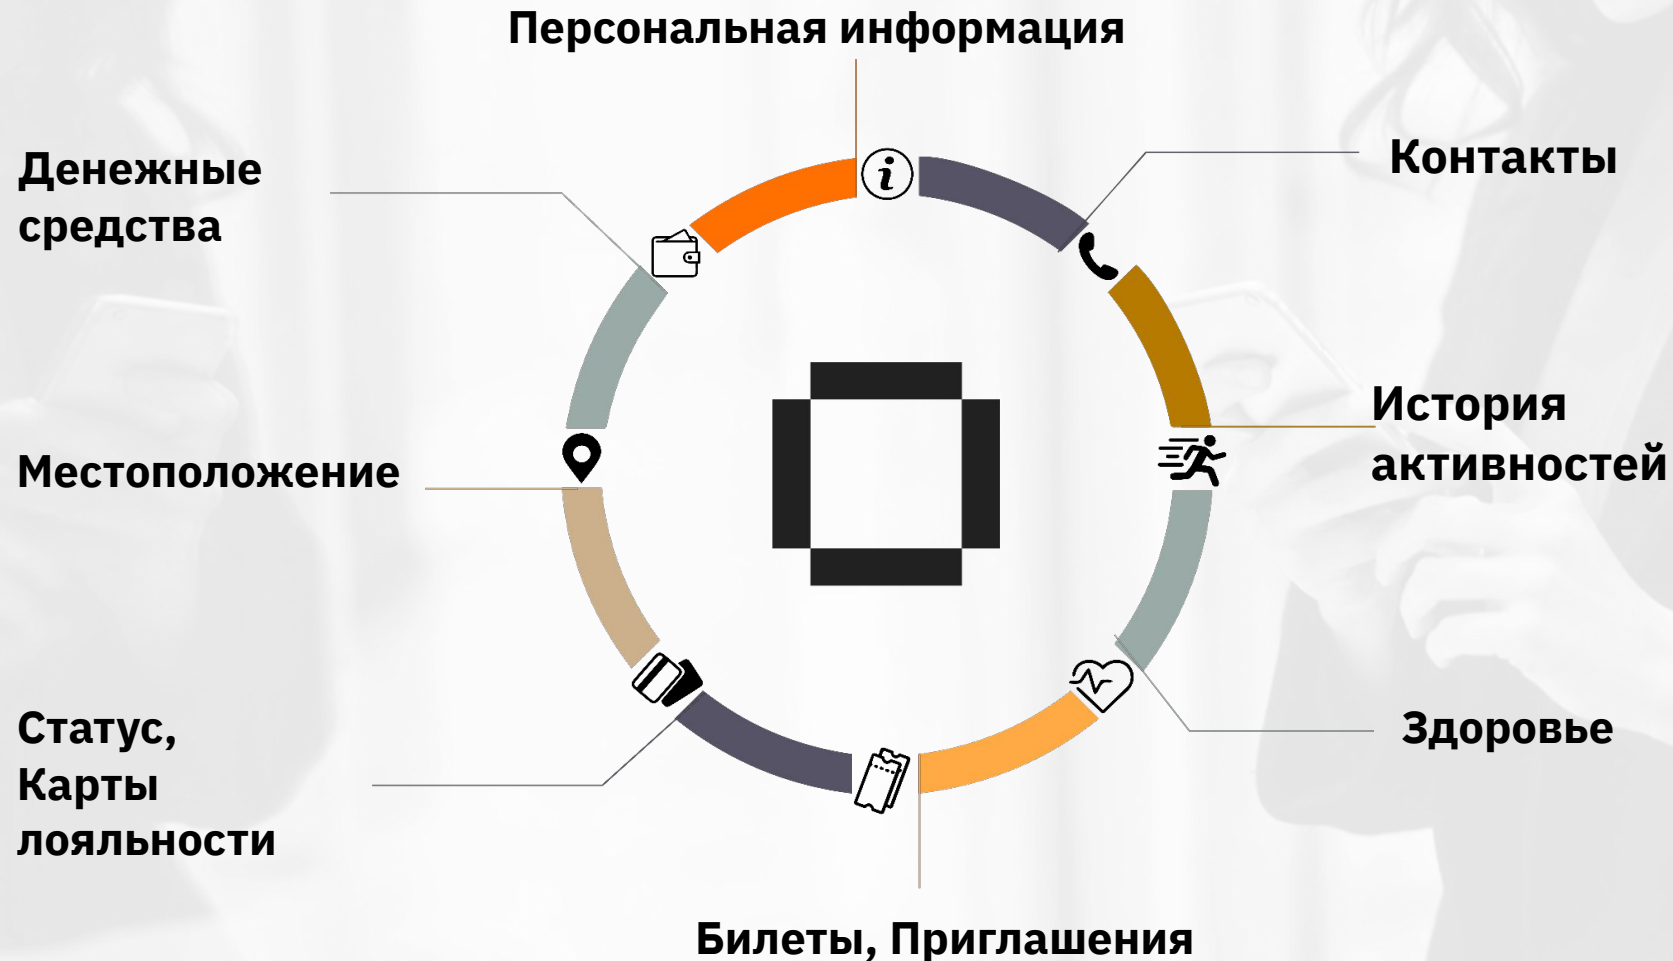 Персональная информация
Денежные
средства
Контакты
История
активностей
Местоположение
Статус,
Карты
лояльности
Здоровье
Билеты, Приглашения